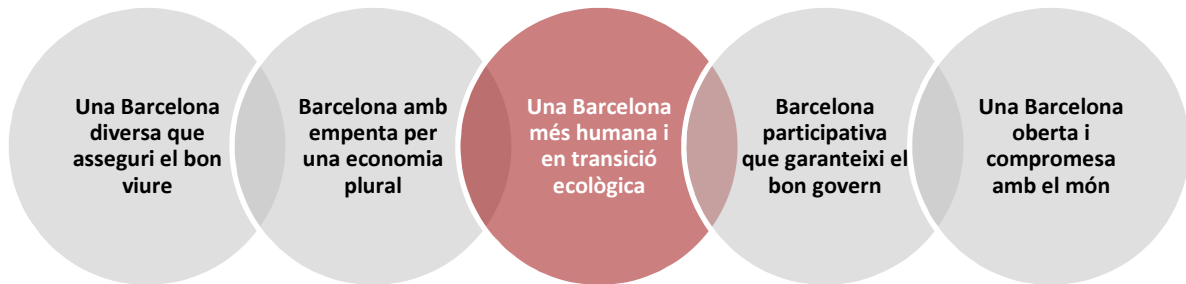 Una Barcelona
diversa que
asseguri el bon
viure
Barcelona amb
empenta per
una economia
plural
Una Barcelona
més humana i
en transició
ecològica
Barcelona
participativa
que garanteixi el
bon govern
Una Barcelona
oberta i
compromesa
amb el món